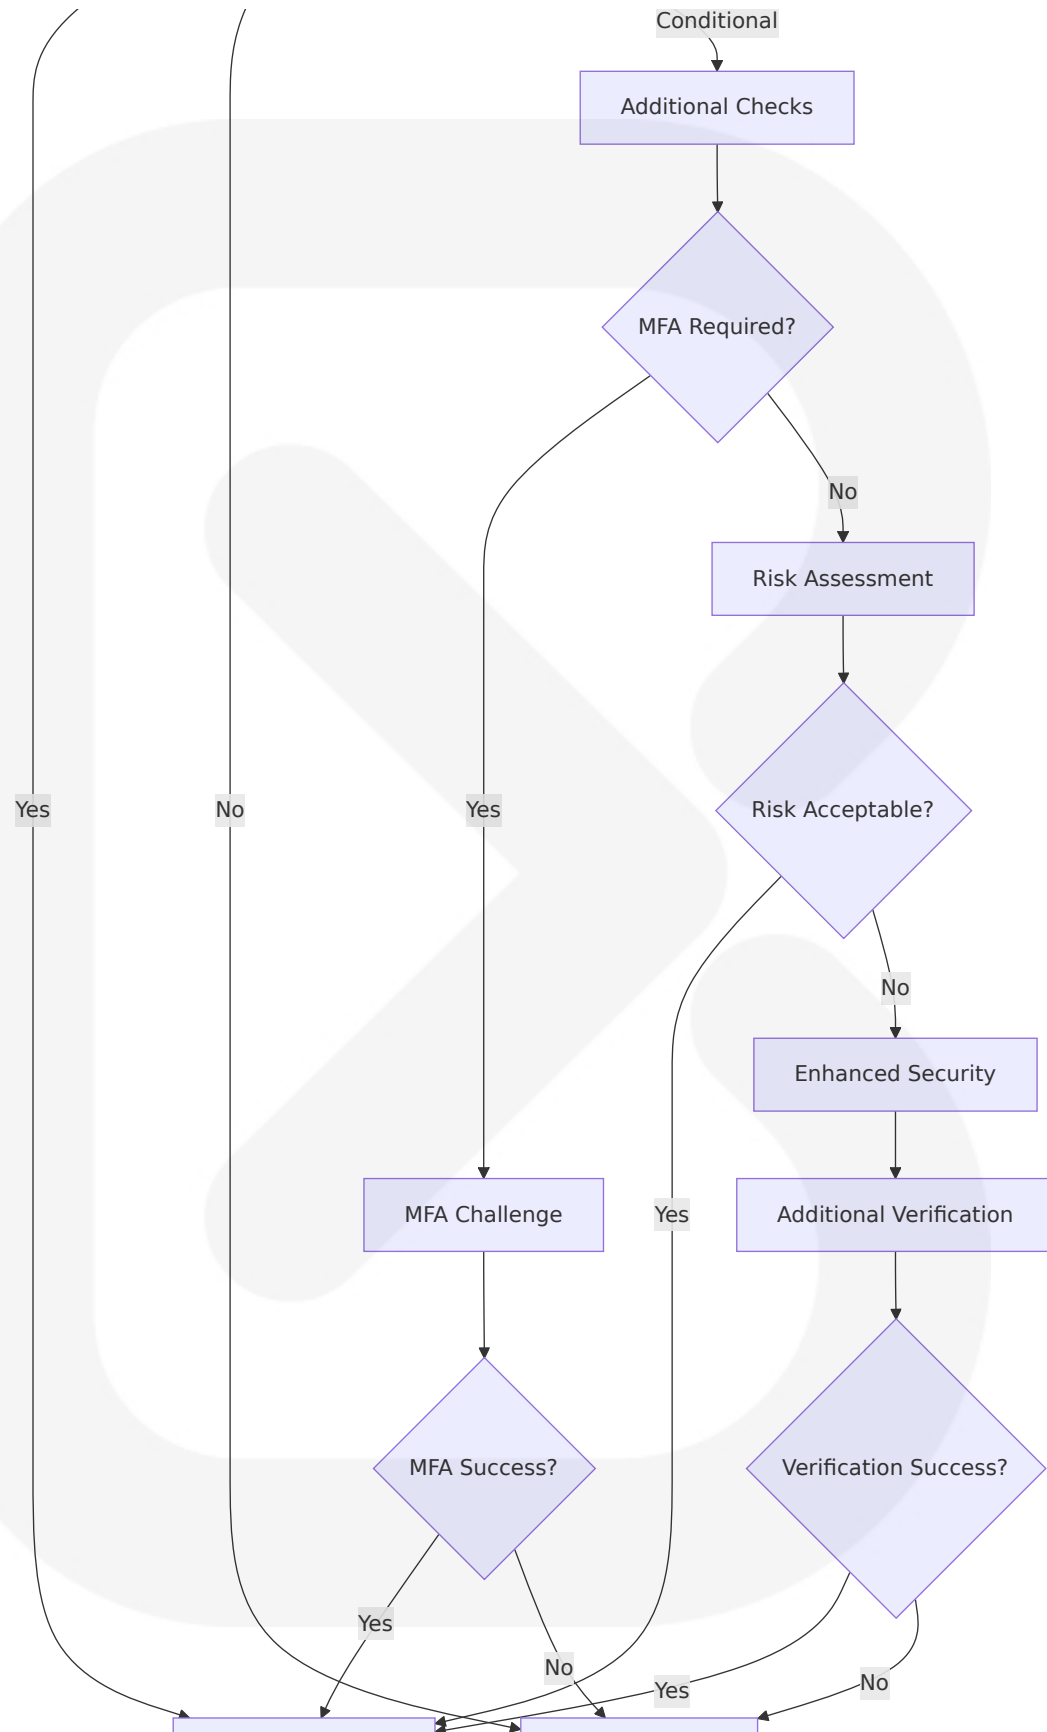 Conditional
Additional Checks
MFA Required?
No
Risk Assessment
Yes
No
Yes
Risk Acceptable?
No
Enhanced Security
MFA Challenge
Yes
Additional Verification
MFA Success?
Verification Success?
Yes
No
Yes
No